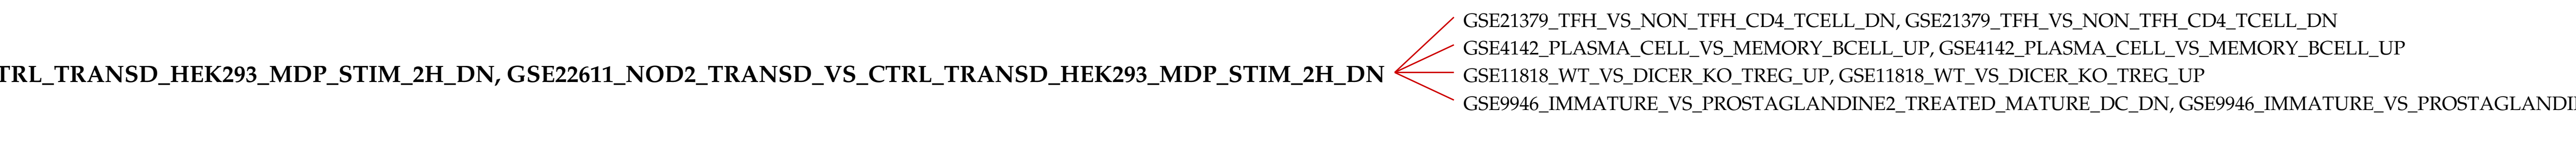 GSE21379_TFH_VS_NON_TFH_CD4_TCELL_DN, GSE21379_TFH_VS_NON_TFH_CD4_TCELL_DN
GSE4142_PLASMA_CELL_VS_MEMORY_BCELL_UP, GSE4142_PLASMA_CELL_VS_MEMORY_BCELL_UP
TRL_TRANSD_HEK293_MDP_STIM_2H_DN, GSE22611_NOD2_TRANSD_VS_CTRL_TRANSD_HEK293_MDP_STIM_2H_DN
GSE11818_WT_VS_DICER_KO_TREG_UP, GSE11818_WT_VS_DICER_KO_TREG_UP
GSE9946_IMMATURE_VS_PROSTAGLANDINE2_TREATED_MATURE_DC_DN, GSE9946_IMMATURE_VS_PROSTAGLANDI